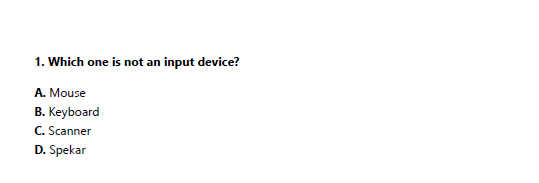 1. Which one is not an input device?
A. Mouse
B. Keyboard
C. Scanner
D. Spekar